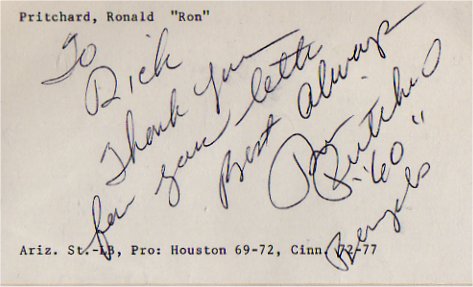 Pritchard, Ronald "Ron"
To
Rick
Thank You
for your letter
Best Always
Ron
Pritchard
"60"
Bengals
Ariz. St.-LB, Pro: Houston 69-72, Cinn. 72-77